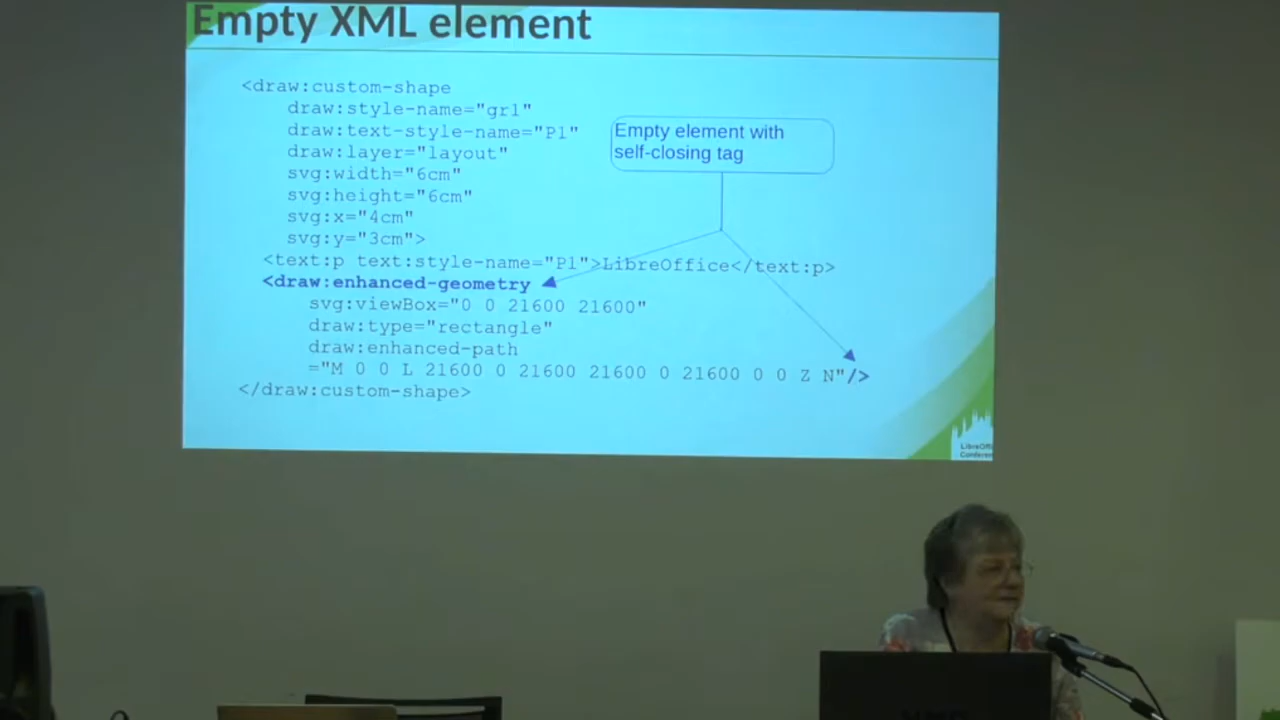 Empty XML element
<draw:custom-shape
draw:style-name="gr1"
draw:text-style-name="P1"
draw:layer="layout"
svg:width="6cm"
svg:height="6cm"
svg:x="4cm"
svg:y="3cm">
<text:p text:style-name="P1">LibreOffice</text:p>
<draw:enhanced-geometry
svg:viewBox="0 0 21600 21600"
draw:type="rectangle"
draw:enhanced-path
="M 0 0 L 21600 0 21600 21600 0 21600 0 0 Z N"/>
</draw:custom-shape>
Empty element with
self-closing tag